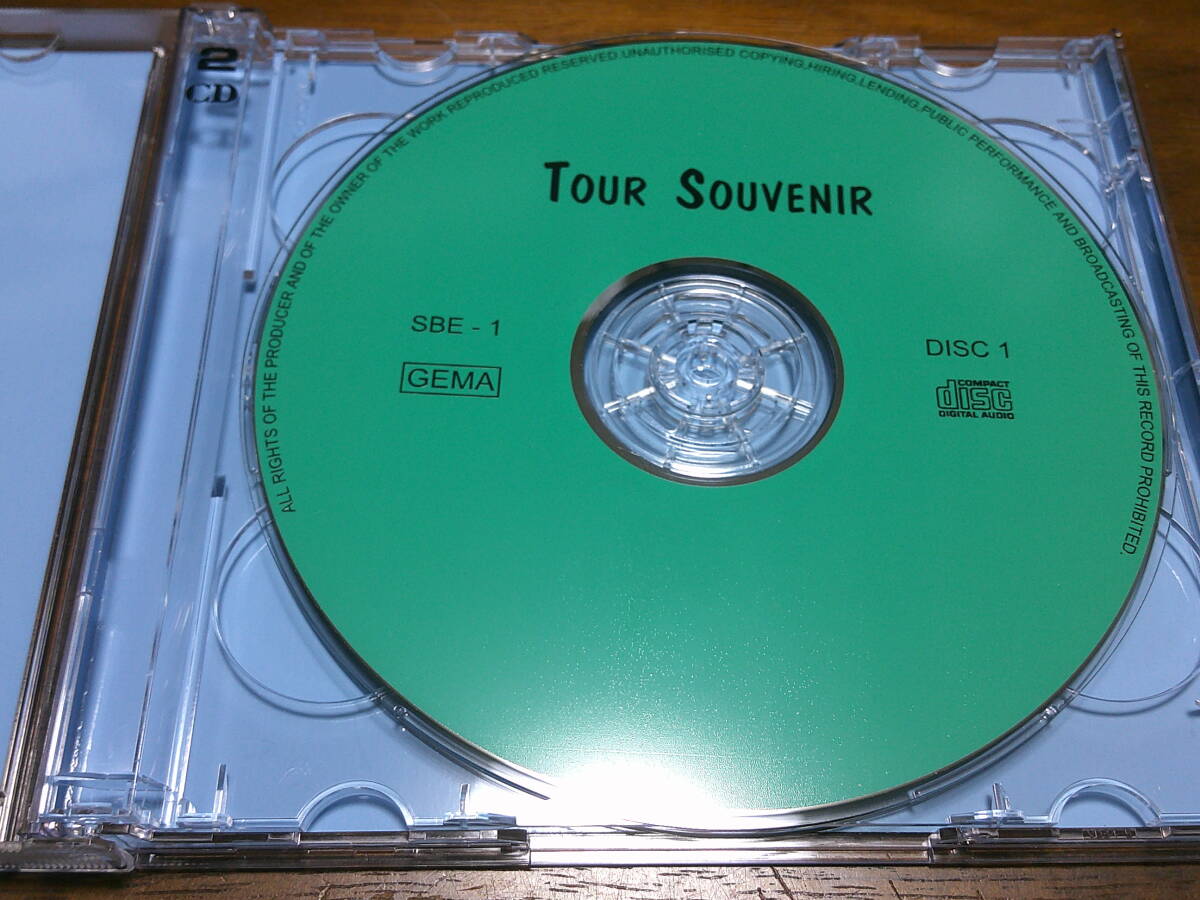 2
CD
ALL RIGHTS OF THE PRODUCER AND OF THE OWNER OF THE WORK REPRODUCED RESERVED.UNAUTHORISED COPYING,HIRING,LENDING,PUBLIC PERFORMANCE AND BROADCASTING OF THIS RECORD PROHIBITED.
TOUR SOUVENIR
SBE - 1
GEMA
DISC 1
COMPACT
disc
DIGITAL AUDIO